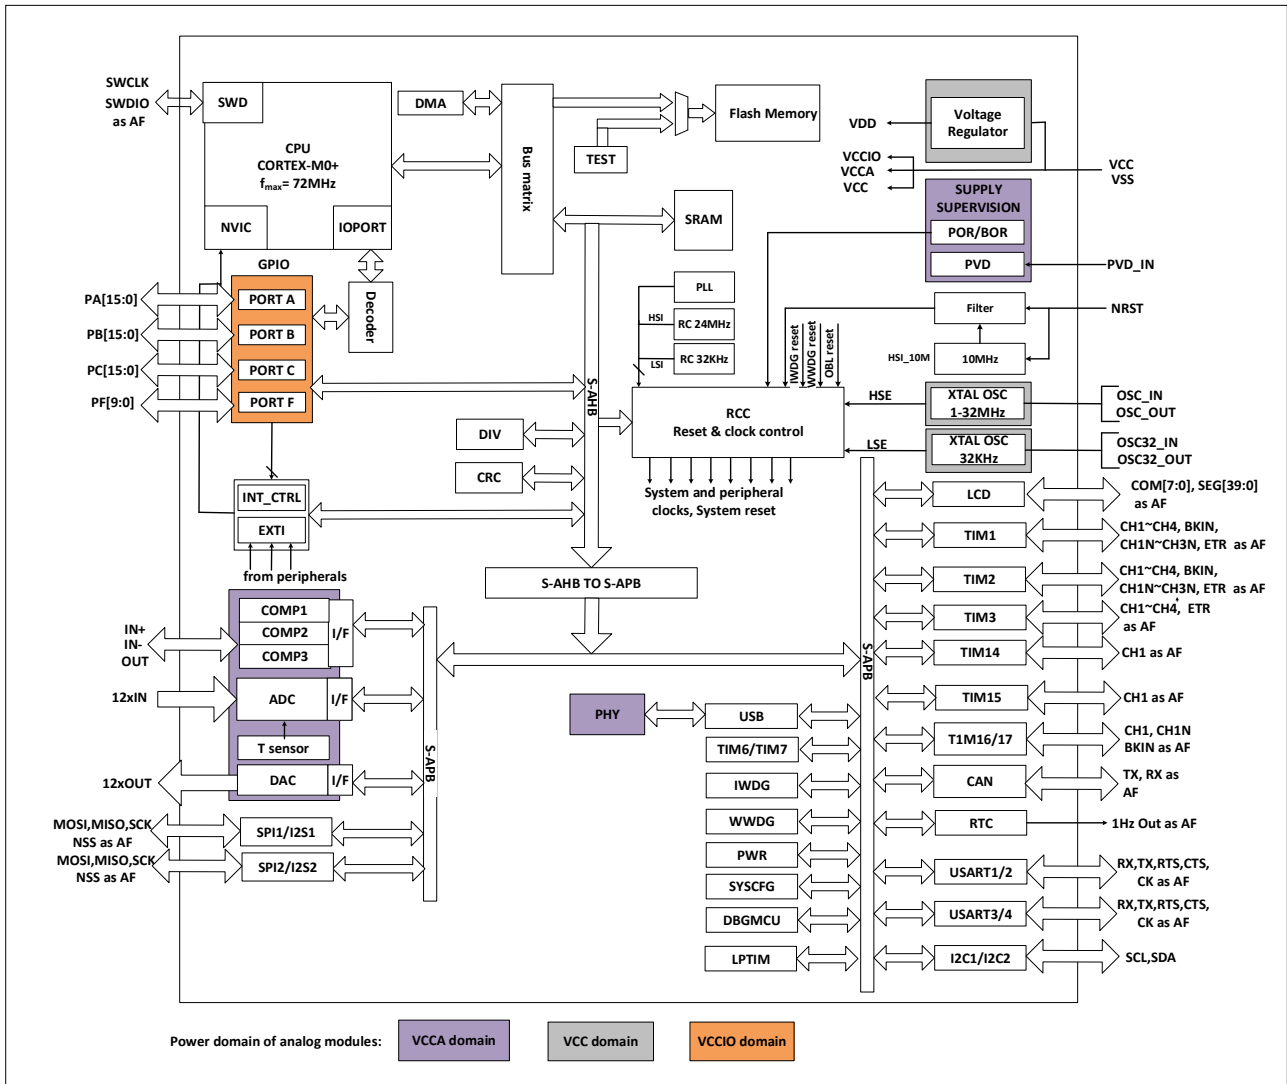 SWCLK
SWDIO
as AF
SWD
CPU
CORTEX-M0+
fmax= 72MHz
NVIC
IOPORT
DMA
Bus matrix
TEST
Flash Memory
SRAM
Voltage
Regulator
VDD
VCCIO
VCCA
VCC
VCC
VSS
SUPPLY
SUPERVISION
POR/BOR
PVD
PVD_IN
GPIO
PORT A
PORT B
PORT C
PORT F
PA[15:0]
PB[15:0]
PC[15:0]
PF[9:0]
Decoder
PLL
HSI
RC 24MHz
RC 32KHz
LSI
IWDG reset
WWDG reset
OBL reset
Filter
NRST
HSI_10M
10MHz
S-AHB
RCC
Reset & clock control
HSE
XTAL OSC
1-32MHz
OSC_IN
OSC_OUT
LSE
XTAL OSC
32KHz
OSC32_IN
OSC32_OUT
DIV
CRC
System and peripheral
clocks, System reset
INT_CTRL
EXTI
from peripherals
S-AHB TO S-APB
LCD
COM[7:0], SEG[39:0]
as AF
TIM1
CH1~CH4, BKIN,
CH1N~CH3N, ETR as AF
TIM2
CH1~CH4, BKIN,
CH1N~CH3N, ETR as AF
TIM3
CH1~CH4, ETR
as AF
TIM14
CH1 as AF
TIM15
CH1 as AF
T1M16/17
CH1, CH1N
BKIN as AF
CAN
TX, RX as
AF
RTC
1Hz Out as AF
USART1/2
RX,TX,RTS,CTS,
CK as AF
USART3/4
RX,TX,RTS,CTS,
CK as AF
I2C1/I2C2
SCL,SDA
S-APB
PHY
USB
TIM6/TIM7
IWDG
WWDG
PWR
SYSCFG
DBGMCU
LPTIM
COMP1
COMP2
COMP3
I/F
IN+
IN-
OUT
12xIN
ADC
I/F
T sensor
12xOUT
DAC
I/F
S-APB
MOSI,MISO,SCK
NSS as AF
SPI1/I2S1
MOSI,MISO,SCK
NSS as AF
SPI2/I2S2
Power domain of analog modules:
VCCA domain
VCC domain
VCCIO domain